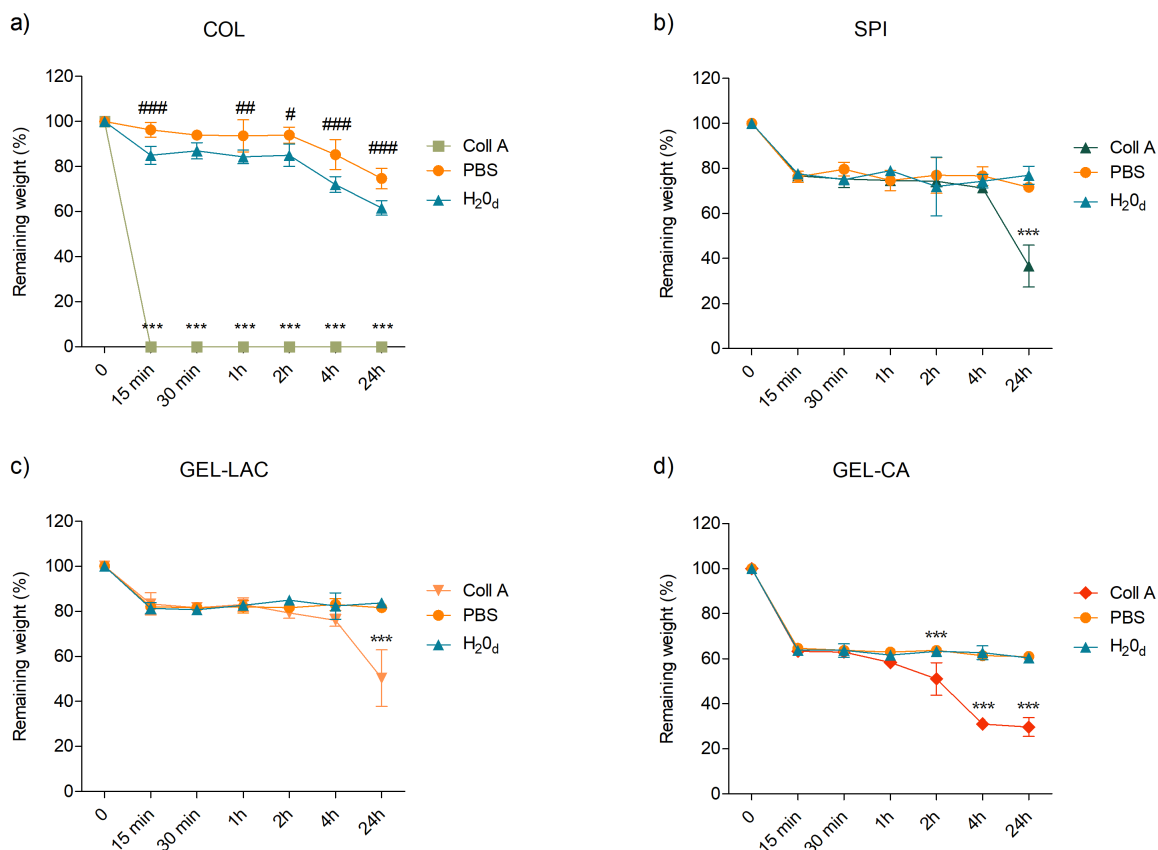 a) COL
Remaining weight (%)
120
100
80
60
40
20
0
### ## # ### ###
*** *** *** *** *** ***
0 15 min 30 min 1h 2h 4h 24h
Coll A
PBS
H₂0d
b) SPI
Remaining weight (%)
120
100
80
60
40
20
0
***
0 15 min 30 min 1h 2h 4h 24h
Coll A
PBS
H₂0d
c) GEL-LAC
Remaining weight (%)
120
100
80
60
40
20
0
***
0 15 min 30 min 1h 2h 4h 24h
Coll A
PBS
H₂0d
d) GEL-CA
Remaining weight (%)
120
100
80
60
40
20
0
*** *** ***
0 15 min 30 min 1h 2h 4h 24h
Coll A
PBS
H₂0d